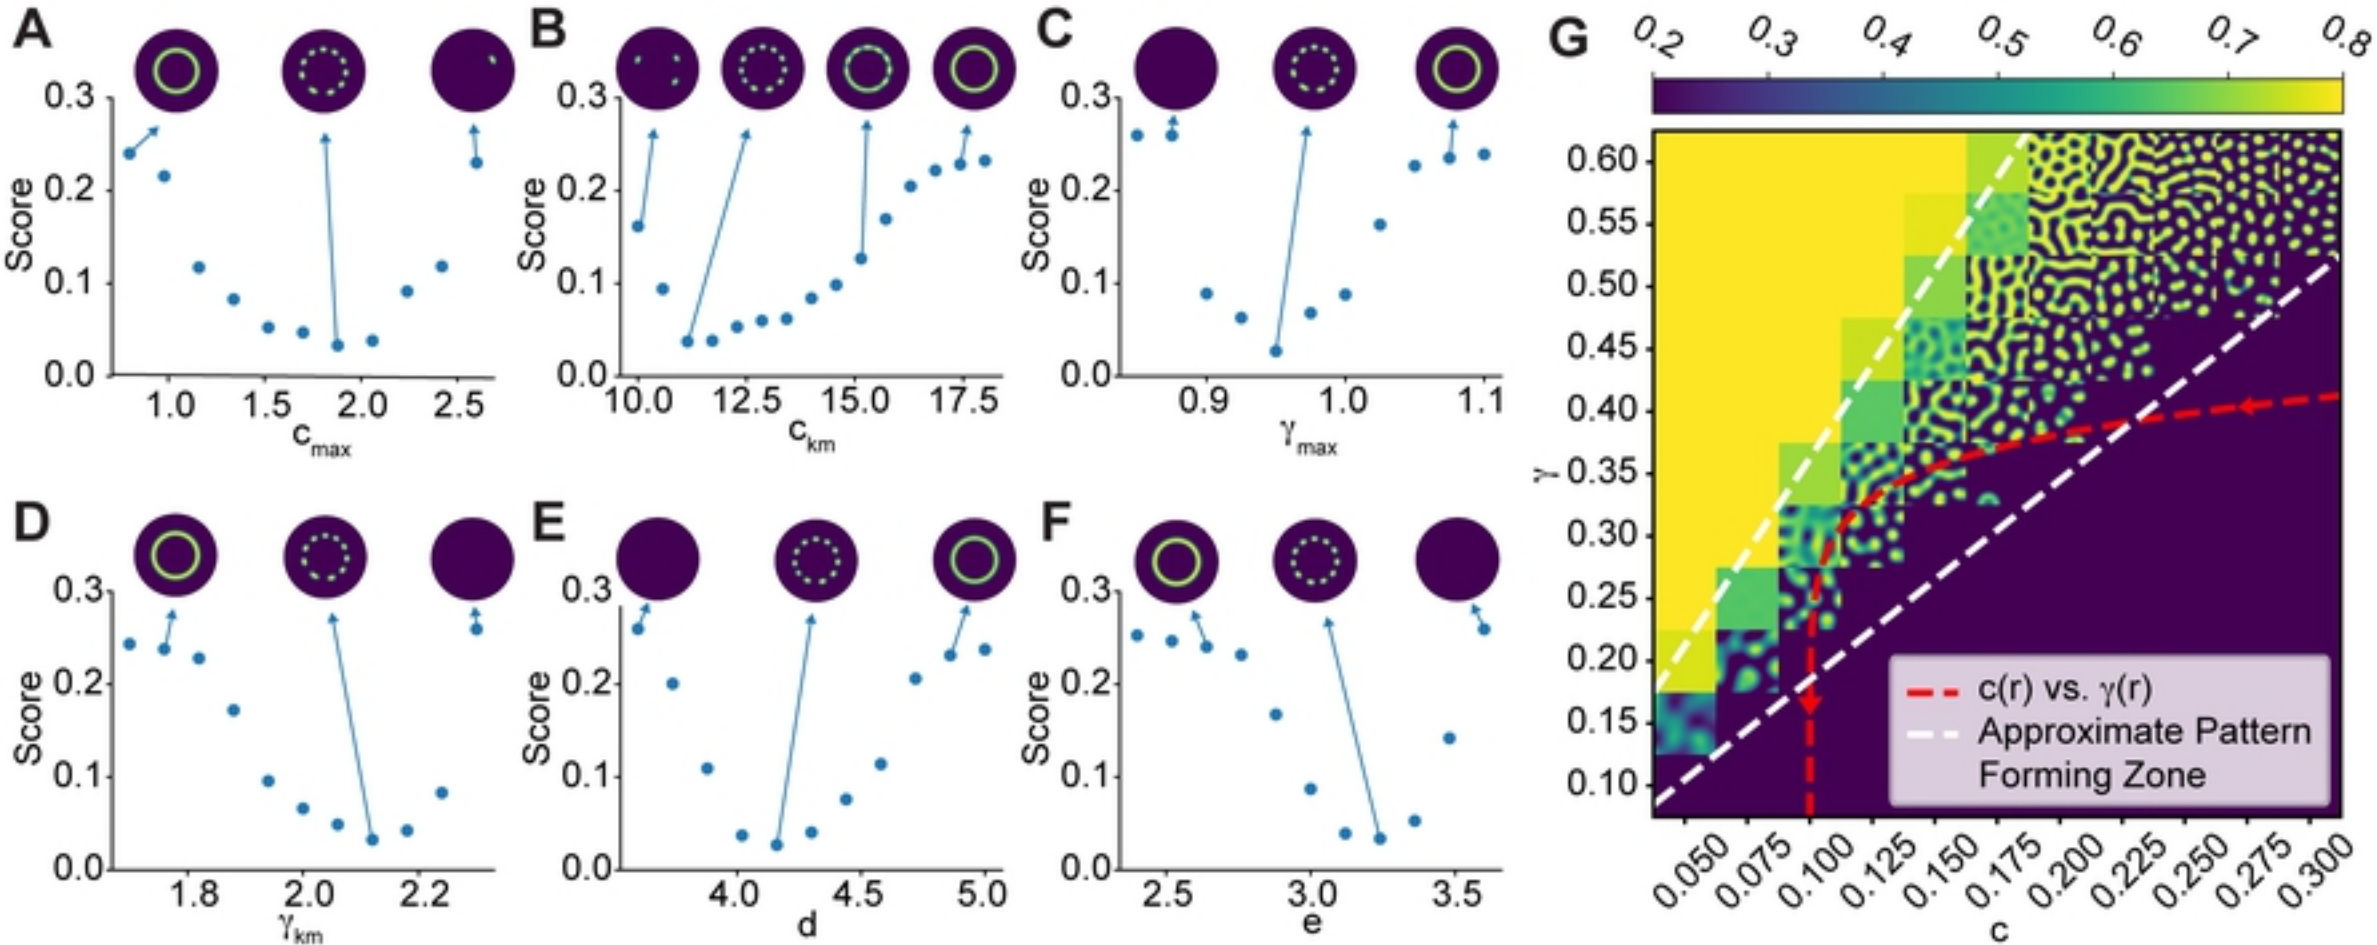 A
0.3
0.2
0.1
0.0
Score
1.0 1.5 2.0 2.5
c_max
B
0.3
0.2
0.1
0.0
Score
10.0 12.5 15.0 17.5
c_km
C
0.3
0.2
0.1
0.0
Score
0.9 1.0 1.1
γ_max
D
0.3
0.2
0.1
0.0
Score
1.8 2.0 2.2
γ_km
E
0.3
0.2
0.1
0.0
Score
4.0 4.5 5.0
d
F
0.3
0.2
0.1
0.0
Score
2.5 3.0 3.5
e
G
0.2 0.3 0.4 0.5 0.6 0.7 0.8
0.60
0.55
0.50
0.45
0.40
0.35
0.30
0.25
0.20
0.15
0.10
γ
c(r) vs. γ(r)
Approximate Pattern
Forming Zone
0.050 0.075 0.100 0.125 0.150 0.175 0.200 0.225 0.250 0.275 0.300
c